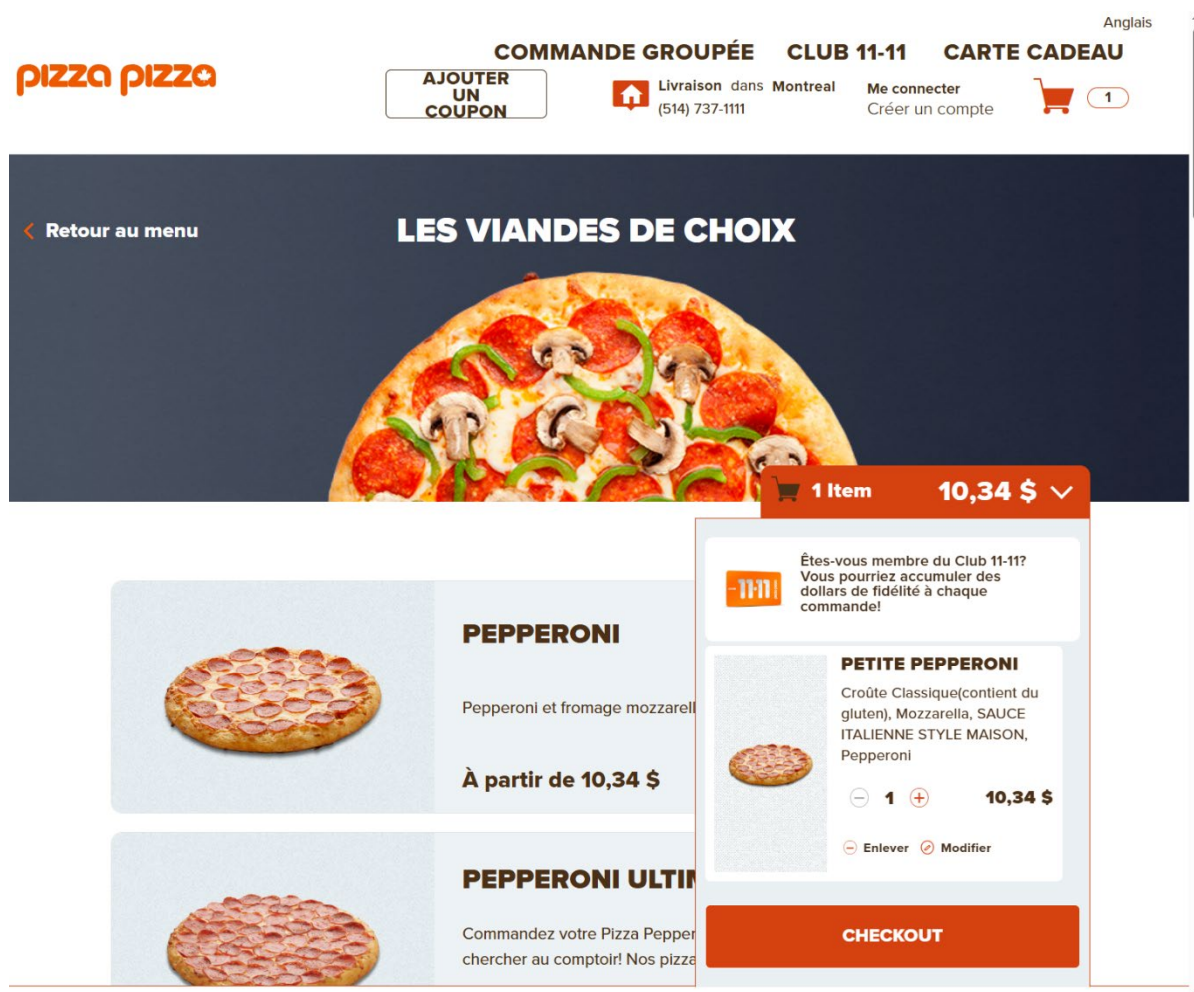 Anglais
COMMANDE GROUPÉE CLUB 11-11 CARTE CADEAU
pizza pizza
AJOUTER
UN
COUPON
Livraison dans Montreal
(514) 737-1111
Me connecter
Créer un compte
1
Retour au menu
LES VIANDES DE CHOIX
1 Item 10,34 $
Êtes-vous membre du Club 11-11?
Vous pourriez accumuler des
dollars de fidélité à chaque
commande!
11-11
PEPPERONI
Pepperoni et fromage mozzarell
À partir de 10,34 $
PETITE PEPPERONI
Croûte Classique(contient du
gluten), Mozzarella, SAUCE
ITALIENNE STYLE MAISON,
Pepperoni
1 10,34 $
Enlever Modifier
PEPPERONI ULTIM
Commandez votre Pizza Pepper
chercher au comptoir! Nos pizza
CHECKOUT